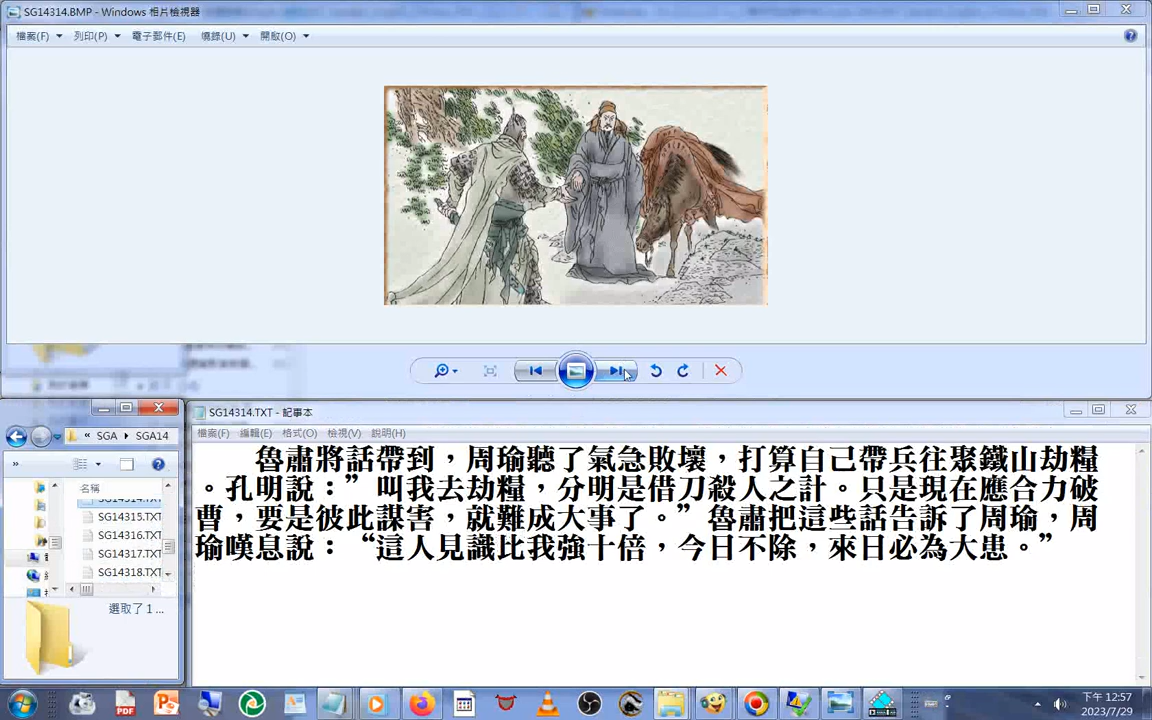 SG14314.BMP - Windows 相片檢視器
檔案(F) 列印(P) 電子郵件(E) 燒錄(U) 開啟(O)
SG14314.TXT - 記事本
« SGA ▸ SGA14
檔案(F) 編輯(E) 格式(O) 檢視(V) 說明(H)
»
名稱
SG14315.TXT
SG14316.TXT
SG14317.TXT
SG14318.TXT
選取了 1 ...
魯肅將話帶到，周瑜聽了氣急敗壞，打算自己帶兵往聚鐵山劫糧
。孔明說：”叫我去劫糧，分明是借刀殺人之計。只是現在應合力破
曹，要是彼此謀害，就難成大事了。”魯肅把這些話告訴了周瑜，周
瑜嘆息說：“這人見識比我強十倍，今日不除，來日必為大患。”
PDF
下午 12:57
2023/7/29